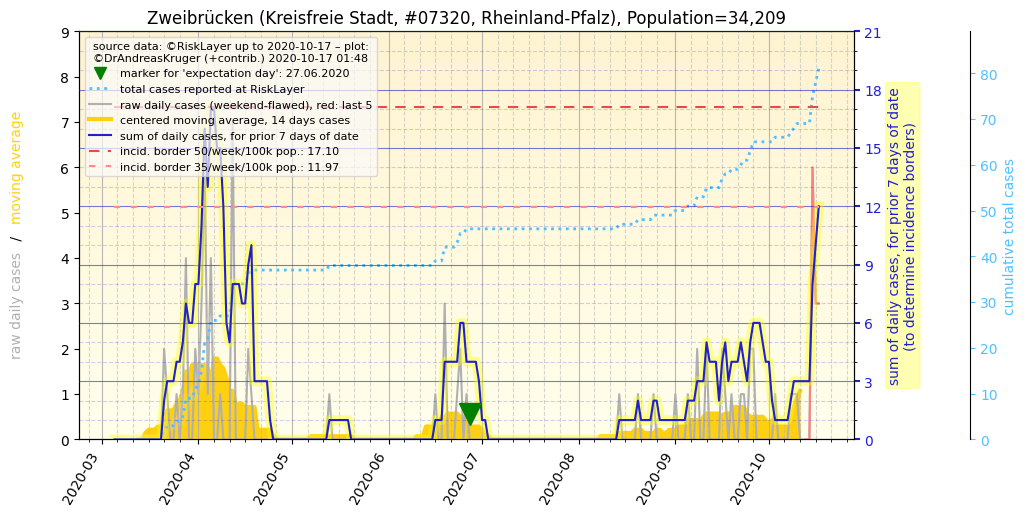 Zweibrücken (Kreisfreie Stadt, #07320, Rheinland-Pfalz), Population=34,209
source data: ©RiskLayer up to 2020-10-17 – plot:
©DrAndreasKruger (+contrib.) 2020-10-17 01:48
marker for 'expectation day': 27.06.2020
total cases reported at RiskLayer
raw daily cases (weekend-flawed), red: last 5
centered moving average, 14 days cases
sum of daily cases, for prior 7 days of date
incid. border 50/week/100k pop.: 17.10
incid. border 35/week/100k pop.: 11.97
raw daily cases / moving average
9
8
7
6
5
4
3
2
1
0
2020-03
2020-04
2020-05
2020-06
2020-07
2020-08
2020-09
2020-10
21
18
15
12
9
6
3
0
sum of daily cases, for prior 7 days of date
(to determine incidence borders)
80
70
60
50
40
30
20
10
0
cumulative total cases